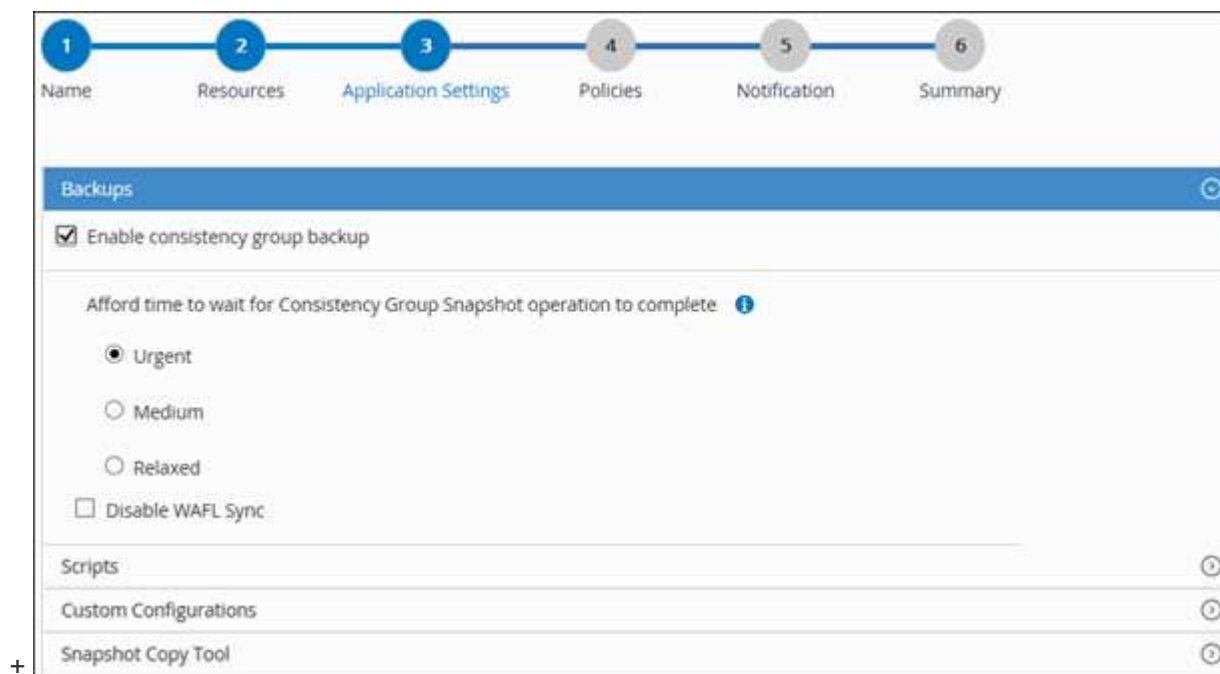 1 2 3 4 5 6
Name Resources Application Settings Policies Notification Summary
Backups
Enable consistency group backup
Afford time to wait for Consistency Group Snapshot operation to complete
Urgent
Medium
Relaxed
Disable WAFL Sync
Scripts
Custom Configurations
+ Snapshot Copy Tool